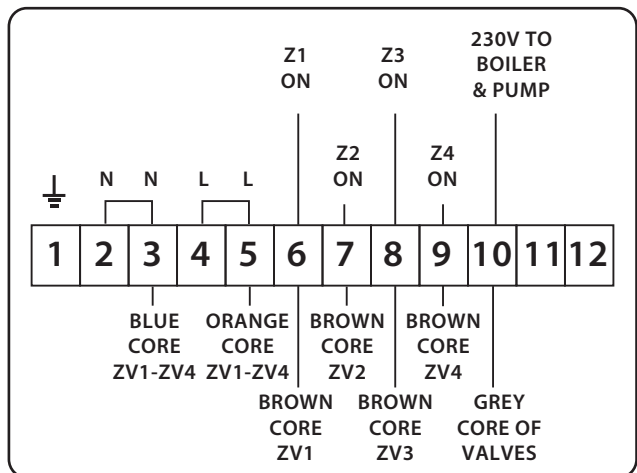 Z1
ON
Z3
ON
230V TO
BOILER
& PUMP
Z2
ON
Z4
ON
N N L L
1 2 3 4 5 6 7 8 9 10 11 12
BLUE
CORE
ZV1-ZV4
ORANGE
CORE
ZV1-ZV4
BROWN
CORE
ZV2
BROWN
CORE
ZV4
BROWN
CORE
ZV1
BROWN
CORE
ZV3
GREY
CORE OF
VALVES